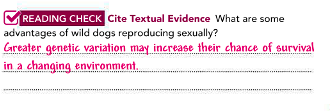 READING CHECK Cite Textual Evidence What are some
advantages of wild dogs reproducing sexually?
Greater genetic variation may increase their chance of survival
in a changing environment.